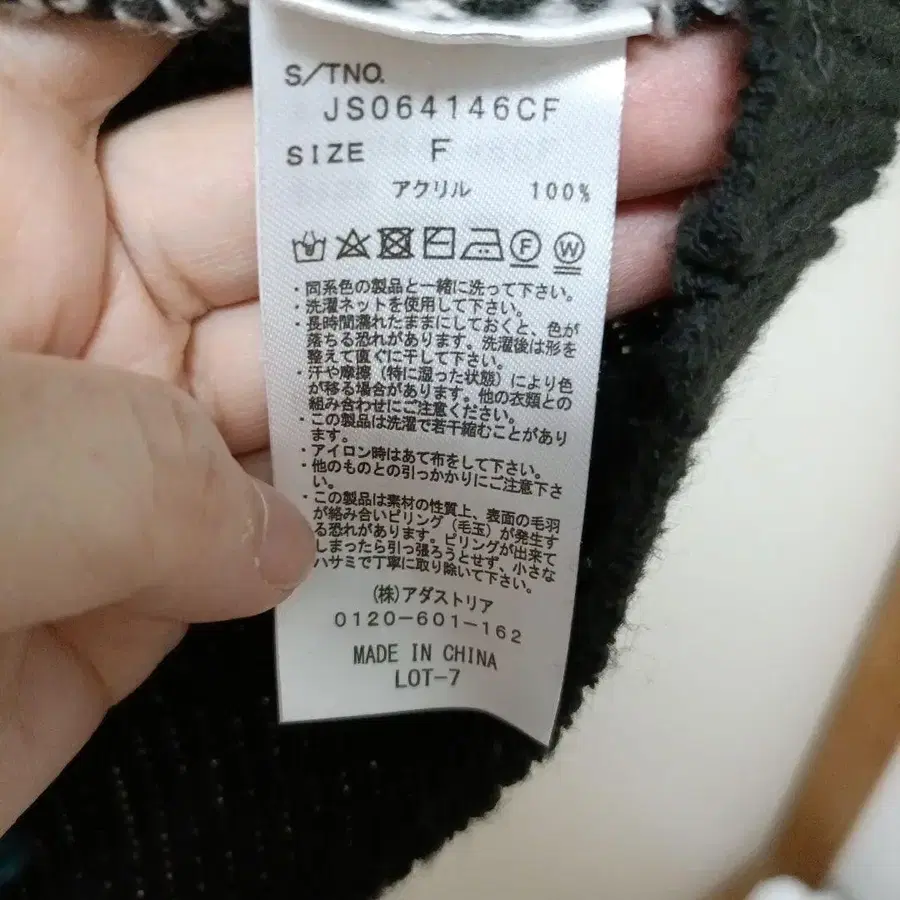 S/TNO.
JS064146CF
SIZE F
アクリル 100%
F W
・同系色の製品と一緒に洗って下さい。
・洗濯ネットを使用して下さい。
・長時間濡れたままにしておくと、色が
落ちる恐れがあります。洗濯後は形を
整えて直ぐに干して下さい。
・汗や摩擦（特に湿った状態）により色
が移る場合があります。他の衣類との
組み合わせにご注意ください。
・この製品は洗濯で若干縮むことがあり
ます。
・アイロン時はあて布をして下さい。
・他のものとの引っかかりにご注意下さ
い。
・この製品は素材の性質上、表面の毛羽
が絡み合いピリング（毛玉）が発生す
る恐れがあります。ピリングが出来て
しまったら引っ張ろうとせず、小さな
ハサミで丁寧に取り除いて下さい。
(株)アダストリア
0120-601-162
MADE IN CHINA
LOT-7